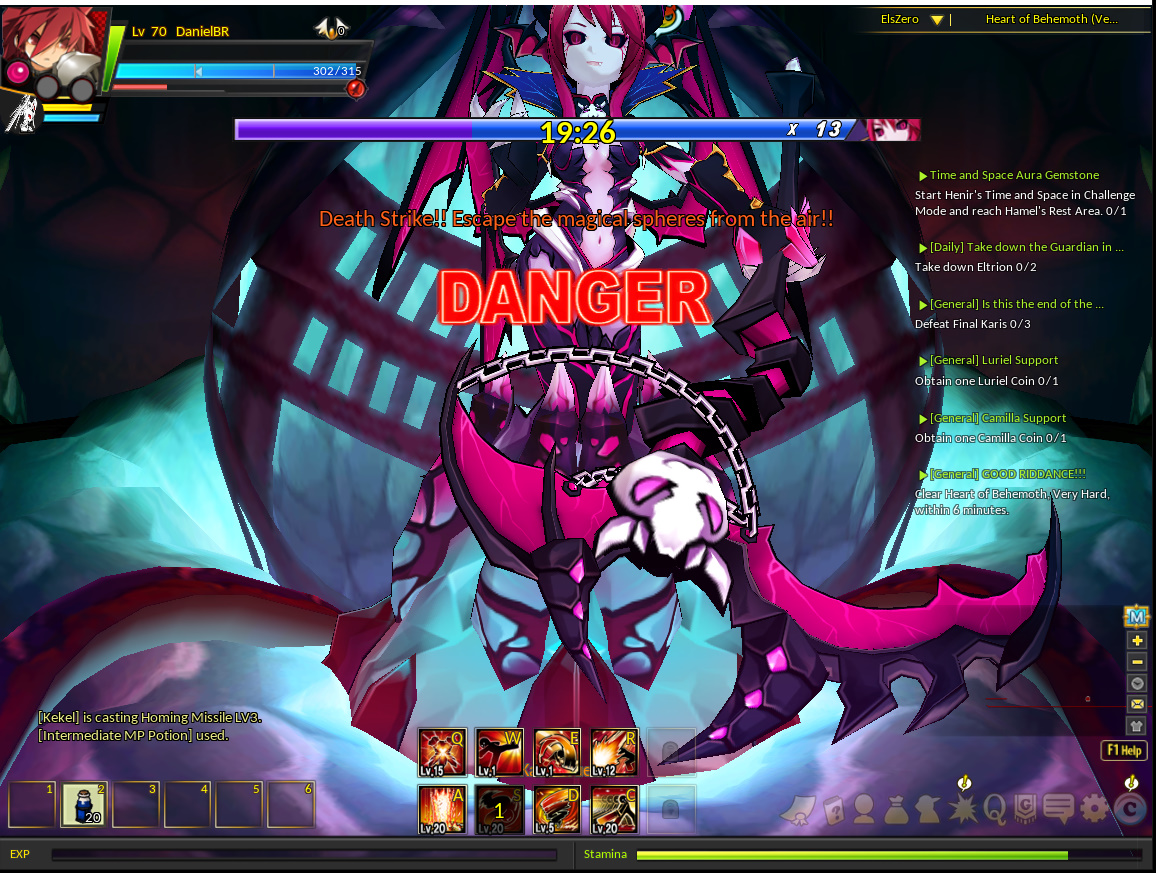 Lv 70 DanielBR
0
302/315
ElsZero
Heart of Behemoth (Ve...
19:26
x 13
Death Strike!! Escape the magical spheres from the air!!
DANGER
Time and Space Aura Gemstone
Start Henir's Time and Space in Challenge
Mode and reach Hamel's Rest Area. 0/1
[Daily] Take down the Guardian in ...
Take down Eltrion 0/2
[General] Is this the end of the ...
Defeat Final Karis 0/3
[General] Luriel Support
Obtain one Luriel Coin 0/1
[General] Camilla Support
Obtain one Camilla Coin 0/1
[General] GOOD RIDDANCE!!!
Clear Heart of Behemoth, Very Hard,
within 6 minutes.
M
F1 Help
[Kekel] is casting Homing Missile LV3.
[Intermediate MP Potion] used.
Q W E R
Lv,15 Lv,1 Lv,1 Lv,12
1 2 3 4 5 6
20
A 1 D C
Lv,20 Lv,20 Lv,5 Lv,20
EXP
Stamina